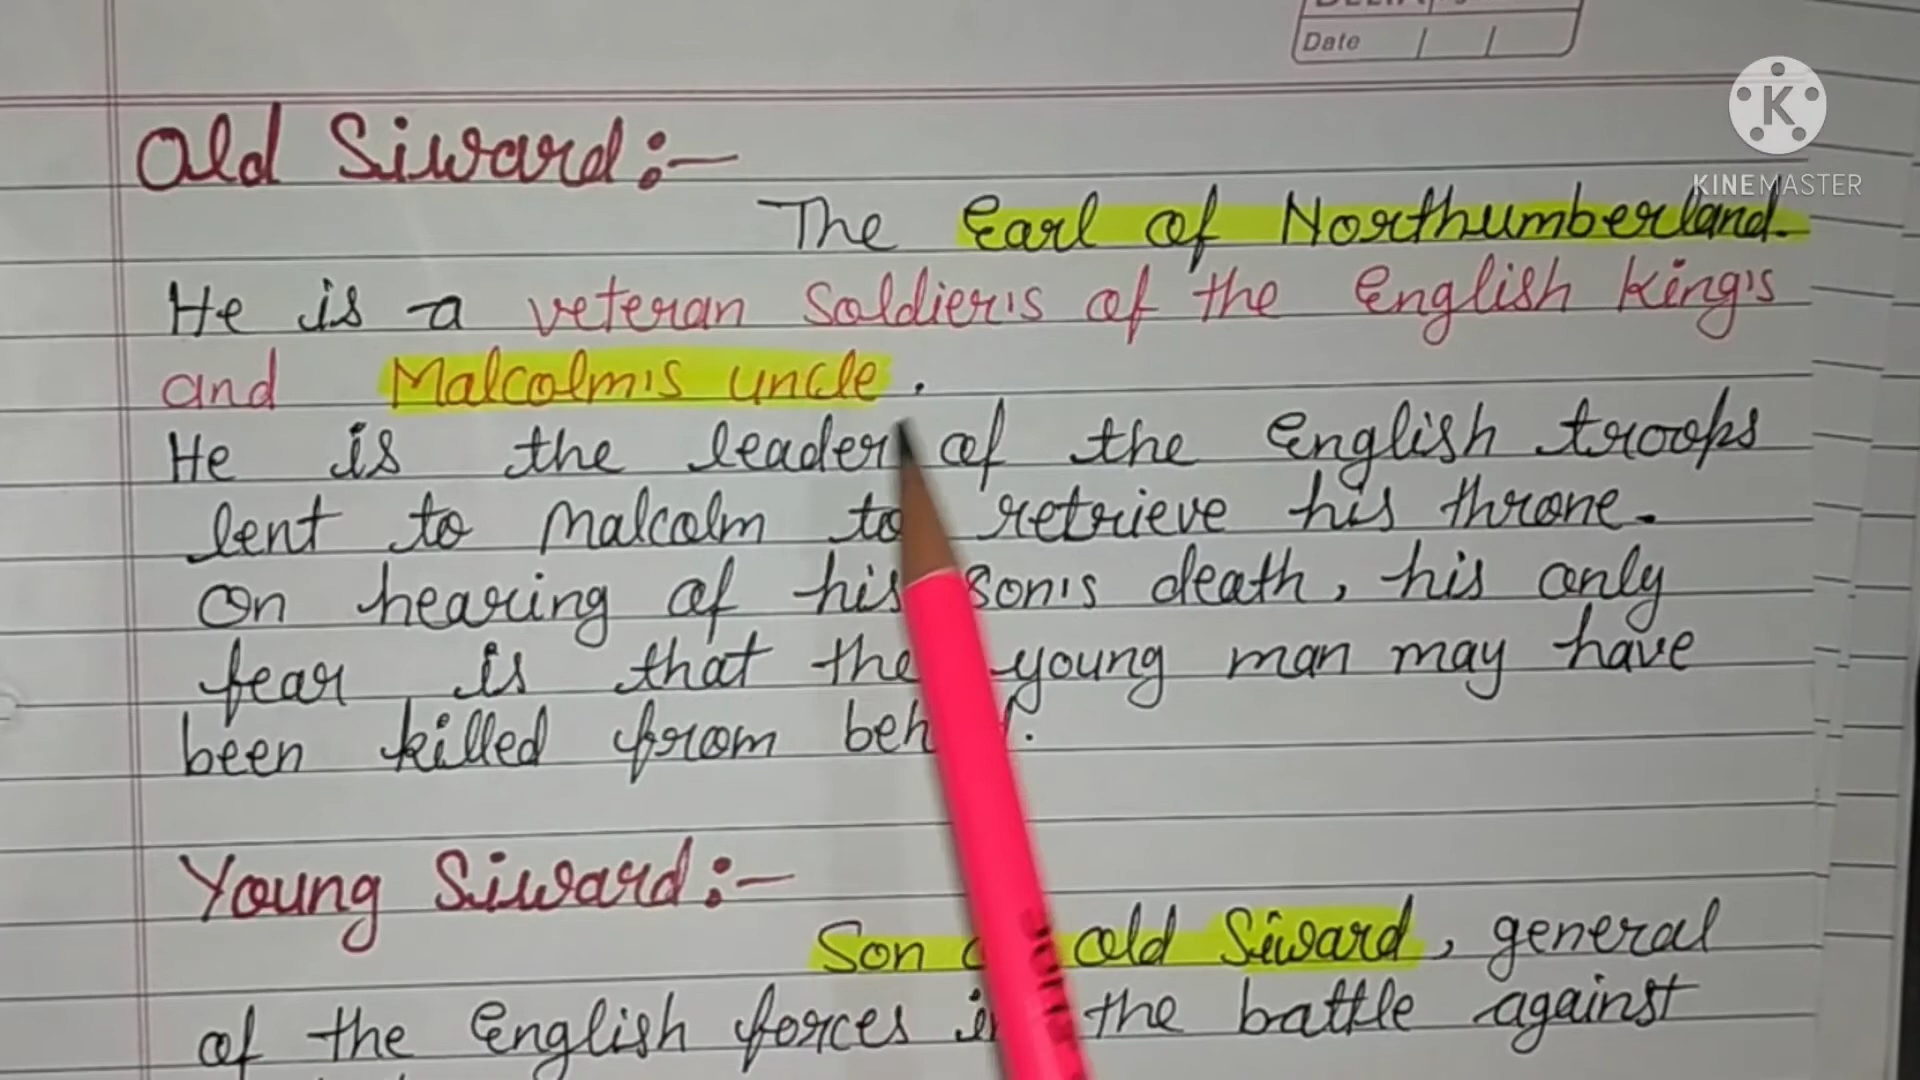 Date
KINEMASTER
Old Siward:-
The Earl of Northumberland.
He is a veteran soldier's of the English king's
and Malcolm's uncle.
He is the leader of the English troops
lent to Malcolm to retrieve his throne.
On hearing of his son's death, his only
fear is that the young man may have
been killed from
Young Siward:-
Son old Siward, general
of the English forces the battle against